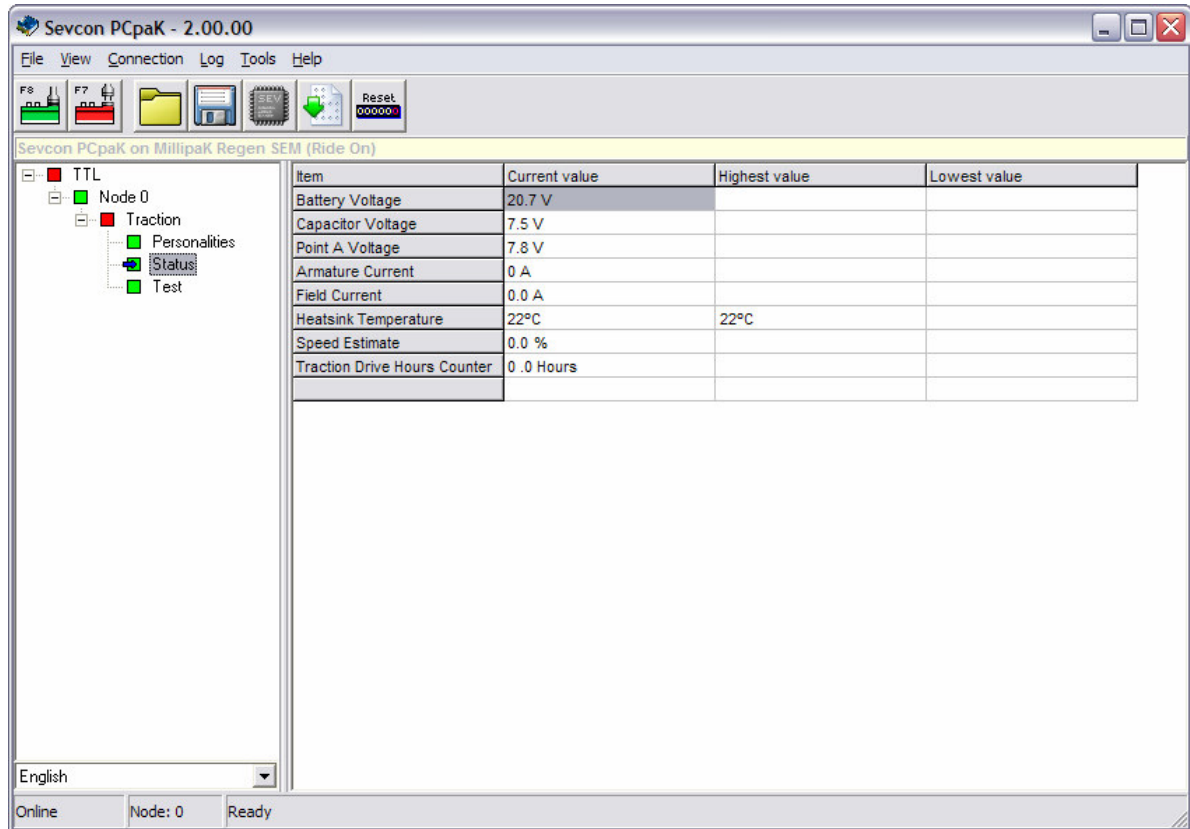 Sevcon PCpaK - 2.00.00
File View Connection Log Tools Help
F8 F7 SEV Reset
000000
Sevcon PCpaK on MillipaK Regen SEM (Ride On)
TTL
Node 0
Traction
Personalities
Status
Test
Item Current value Highest value Lowest value
Battery Voltage 20.7 V
Capacitor Voltage 7.5 V
Point A Voltage 7.8 V
Armature Current 0 A
Field Current 0.0 A
Heatsink Temperature 22ºC 22ºC
Speed Estimate 0.0 %
Traction Drive Hours Counter 0 .0 Hours
English
Online Node: 0 Ready